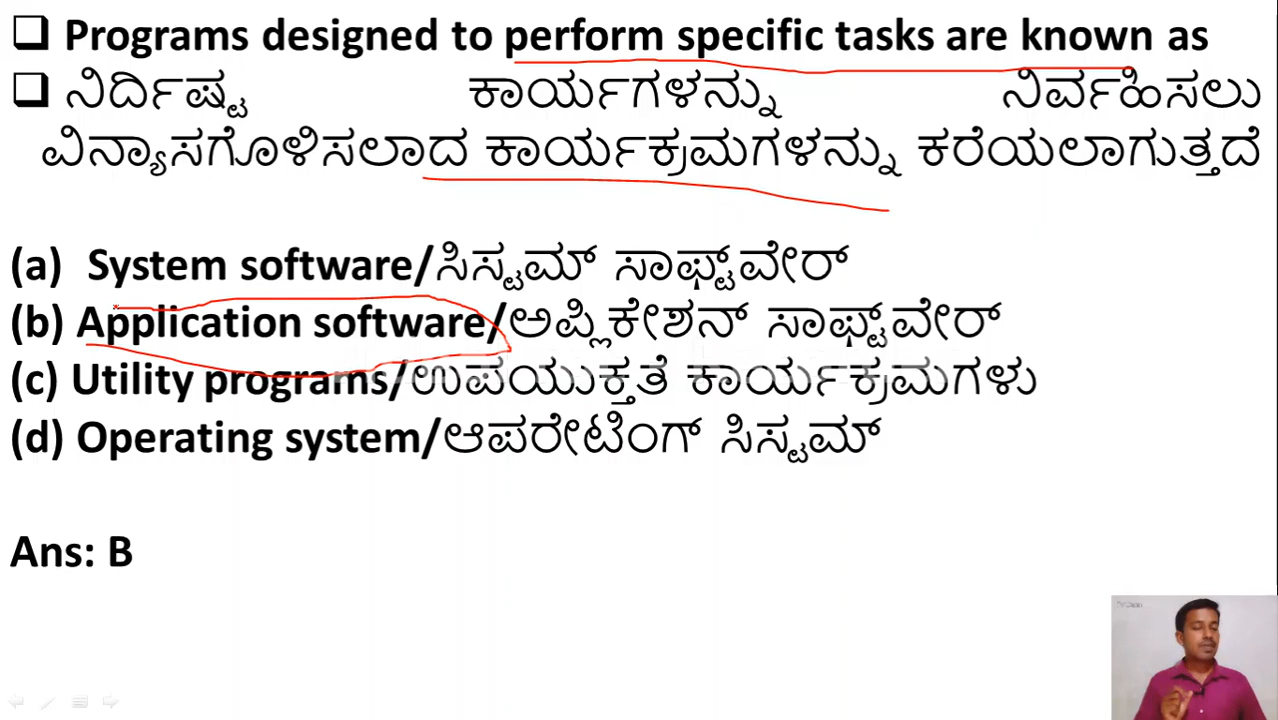 ❑ Programs designed to perform specific tasks are known as
❑ ನಿರ್ದಿಷ್ಟ ಕಾರ್ಯಗಳನ್ನು ನಿರ್ವಹಿಸಲು
ವಿನ್ಯಾಸಗೊಳಿಸಲಾದ ಕಾರ್ಯಕ್ರಮಗಳನ್ನು ಕರೆಯಲಾಗುತ್ತದೆ
(a) System software/ಸಿಸ್ಟಮ್ ಸಾಫ್ಟ್‌ವೇರ್
(b) Application software/ಅಪ್ಲಿಕೇಶನ್ ಸಾಫ್ಟ್‌ವೇರ್
(c) Utility programs/ಉಪಯುಕ್ತತೆ ಕಾರ್ಯಕ್ರಮಗಳು
(d) Operating system/ಆಪರೇಟಿಂಗ್ ಸಿಸ್ಟಮ್
Ans: B